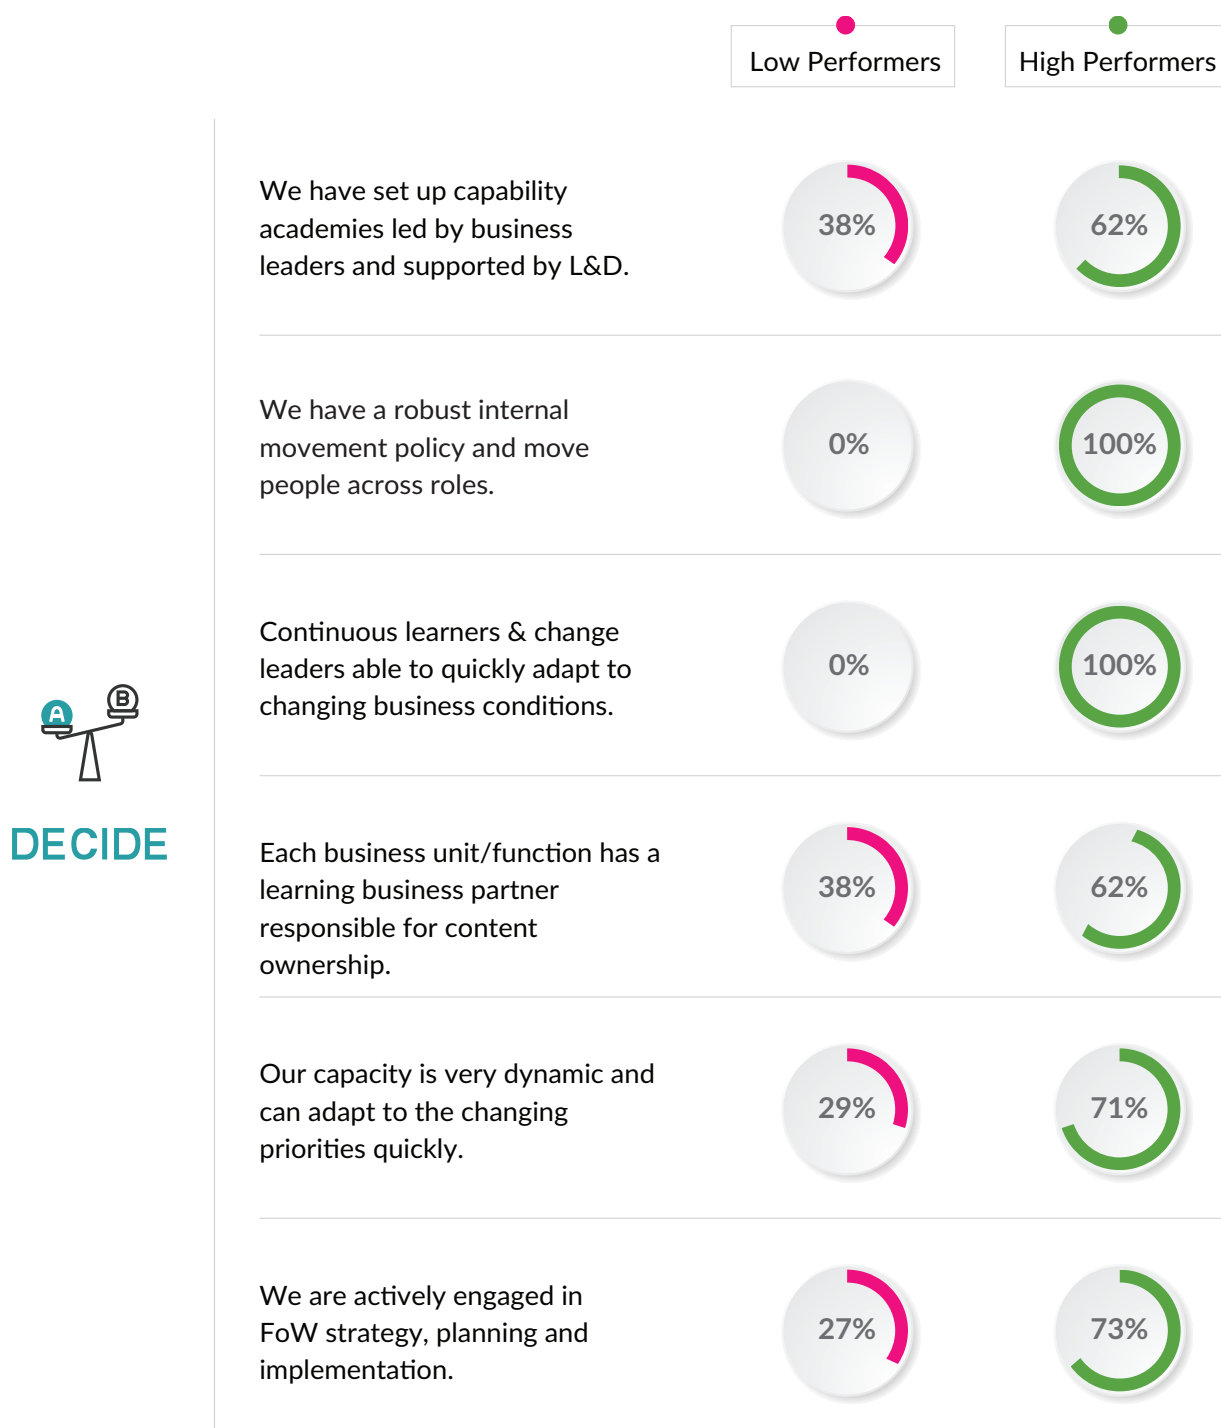 Low Performers
High Performers
We have set up capability
academies led by business
leaders and supported by L&D.
38%
62%
We have a robust internal
movement policy and move
people across roles.
0%
100%
Continuous learners & change
leaders able to quickly adapt to
changing business conditions.
0%
100%
A
B
DECIDE
Each business unit/function has a
learning business partner
responsible for content
ownership.
38%
62%
Our capacity is very dynamic and
can adapt to the changing
priorities quickly.
29%
71%
We are actively engaged in
FoW strategy, planning and
implementation.
27%
73%